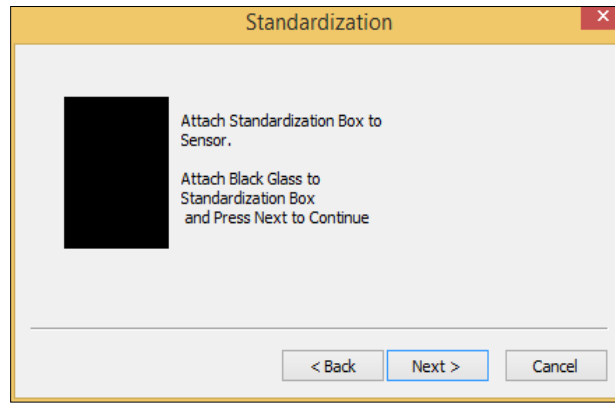 Standardization
Attach Standardization Box to
Sensor.
Attach Black Glass to
Standardization Box
and Press Next to Continue
< Back
Next >
Cancel